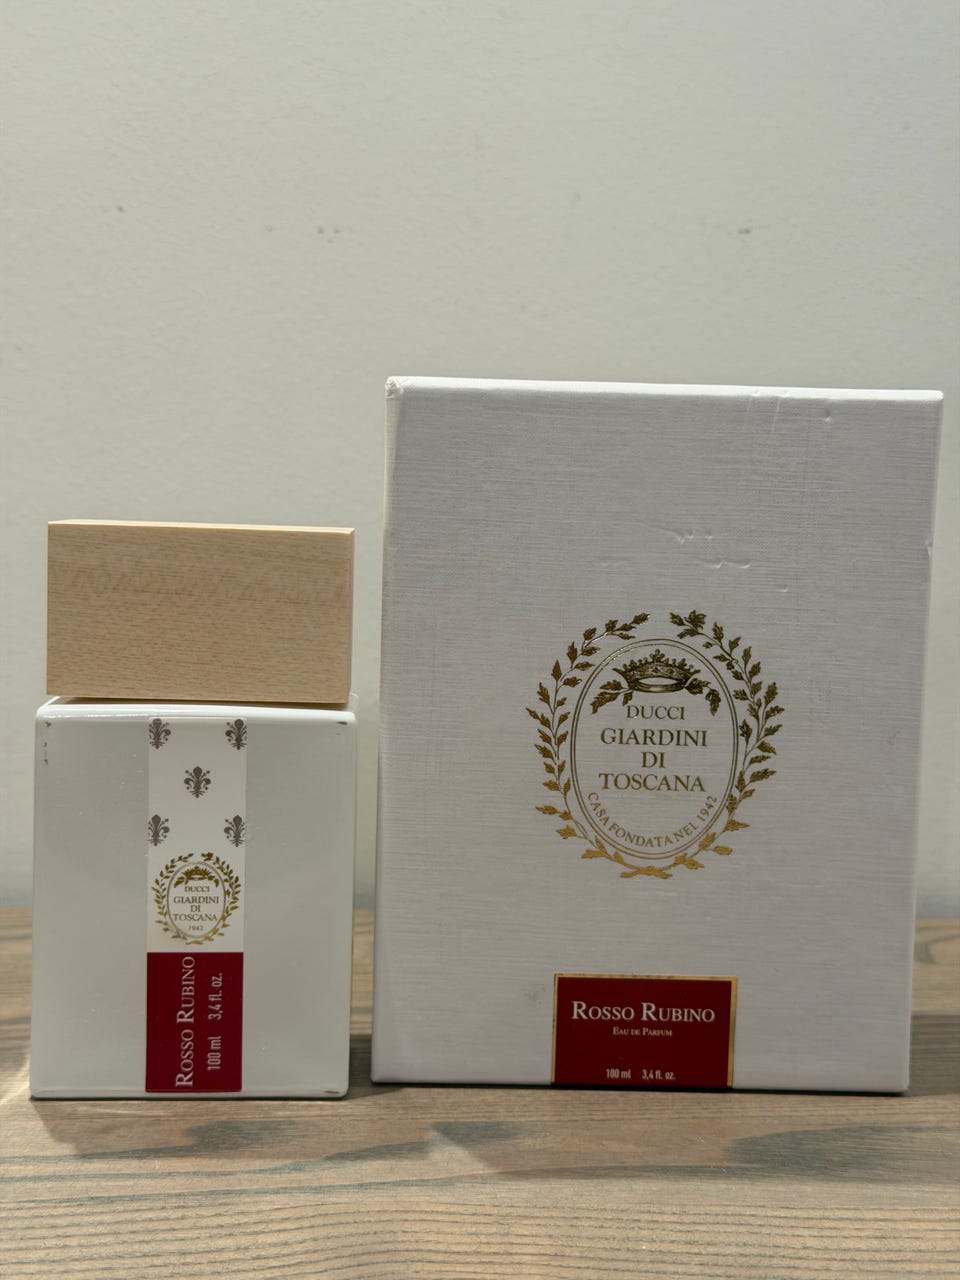 DUCCI
GIARDINI
DI
TOSCANA
1942
ROSSO RUBINO
100 ml 3,4 fl. oz.
DUCCI
GIARDINI
DI
TOSCANA
CASA FONDATA NEL 1942
ROSSO RUBINO
EAU DE PARFUM
100 ml 3,4 fl. oz.